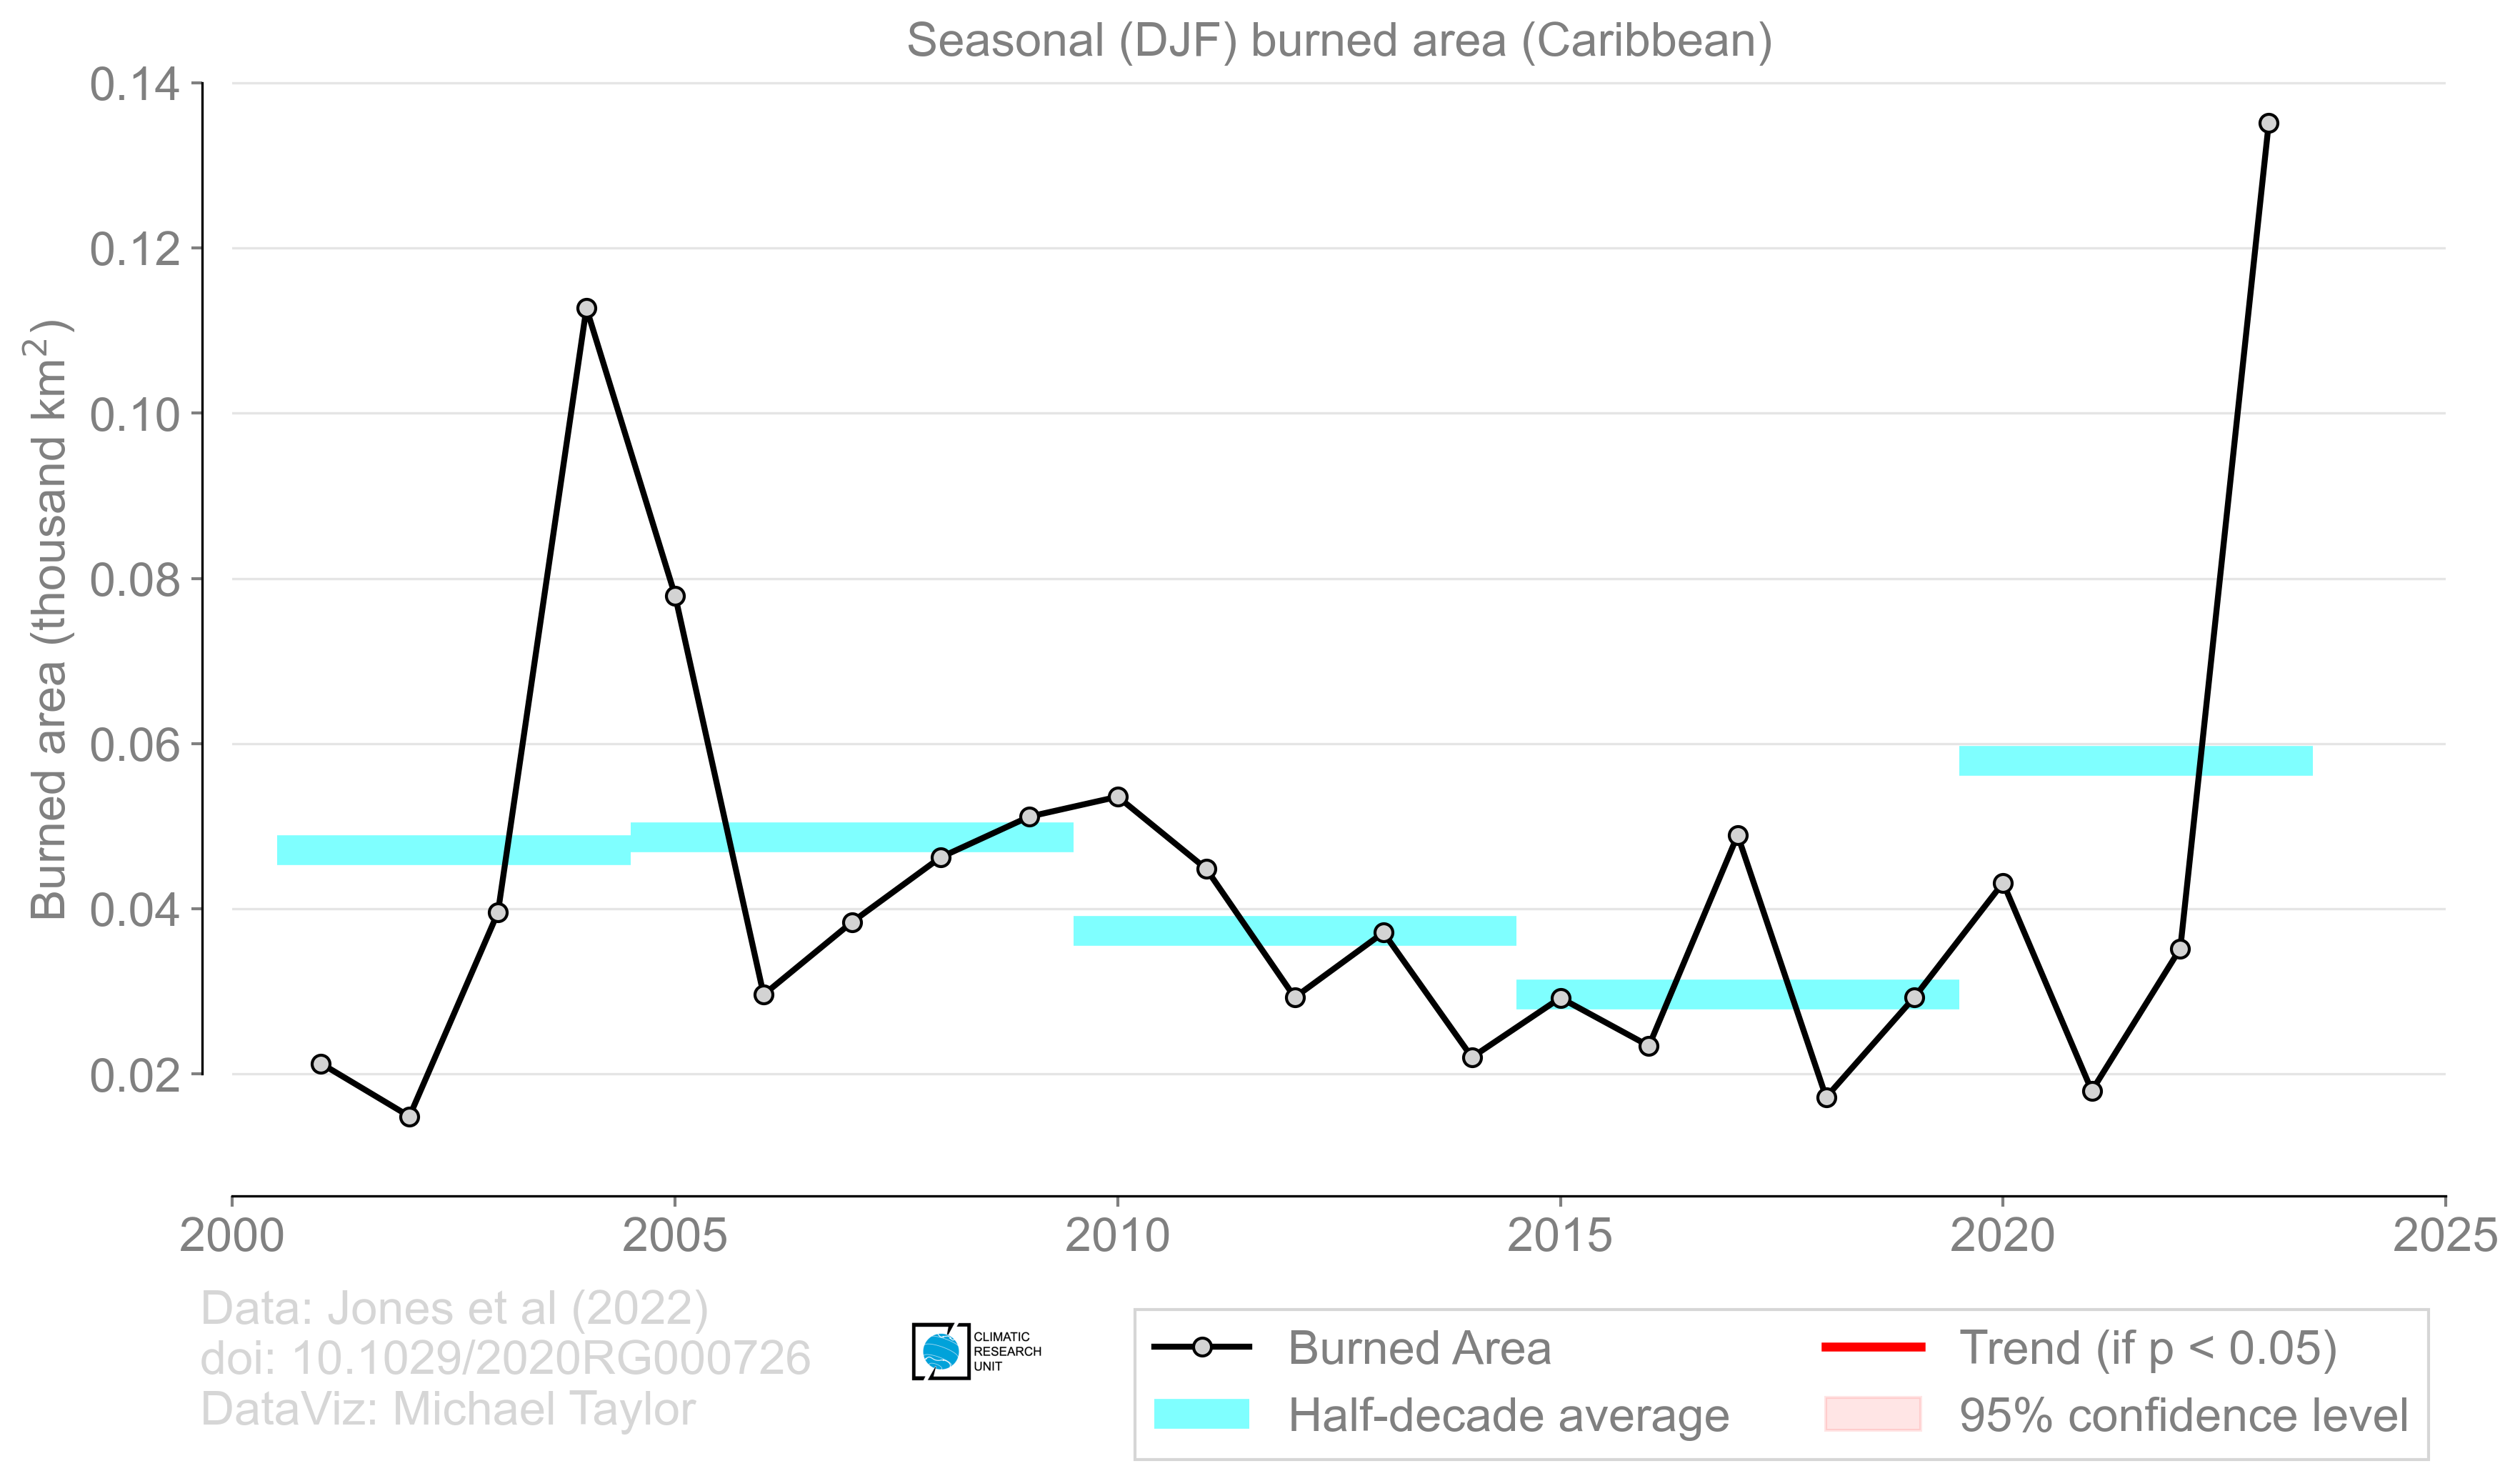 Seasonal (DJF) burned area (Caribbean)
Burned area (thousand km²)
0.14
0.12
0.10
0.08
0.06
0.04
0.02
2000 2005 2010 2015 2020 2025
Data: Jones et al (2022)
doi: 10.1029/2020RG000726
DataViz: Michael Taylor
CLIMATIC
RESEARCH
UNIT
Burned Area
Half-decade average
Trend (if p < 0.05)
95% confidence level